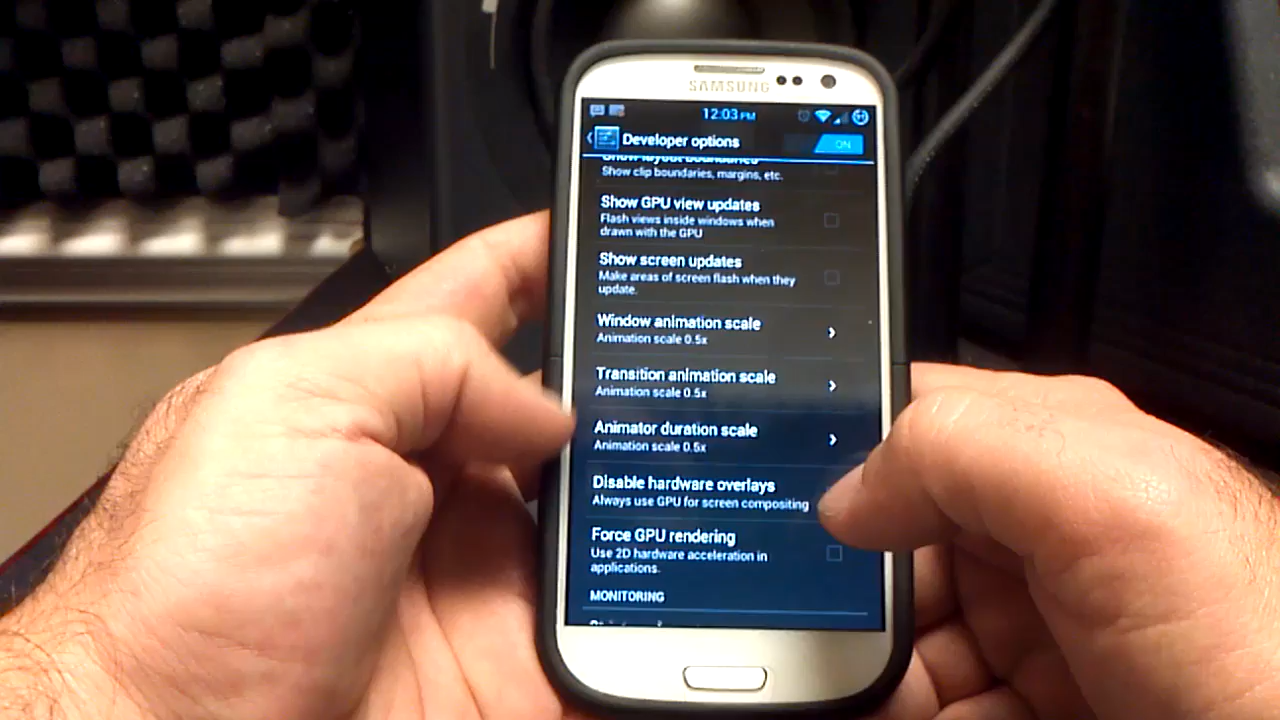 SAMSUNG
12:03 PM
Developer options
ON
Show layout boundaries
Show clip boundaries, margins, etc.
Show GPU view updates
Flash views inside windows when
drawn with the GPU
Show screen updates
Make areas of screen flash when they
update.
Window animation scale
Animation scale 0.5x
Transition animation scale
Animation scale 0.5x
Animator duration scale
Animation scale 0.5x
Disable hardware overlays
Always use GPU for screen compositing
Force GPU rendering
Use 2D hardware acceleration in
applications.
MONITORING